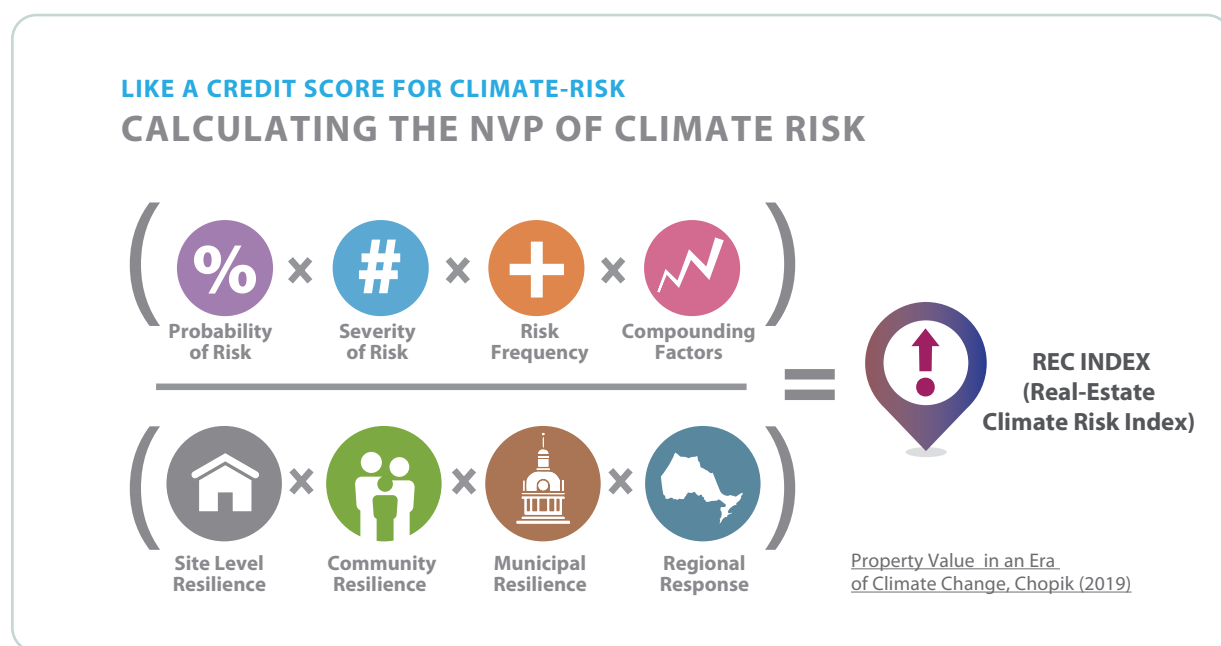 LIKE A CREDIT SCORE FOR CLIMATE-RISK
CALCULATING THE NVP OF CLIMATE RISK
( % × # × + × )
Probability
of Risk
Severity
of Risk
Risk
Frequency
Compounding
Factors
=
!
REC INDEX
(Real-Estate
Climate Risk Index)
( × × × )
Site Level
Resilience
Community
Resilience
Municipal
Resilience
Regional
Response
Property Value in an Era
of Climate Change, Chopik (2019)